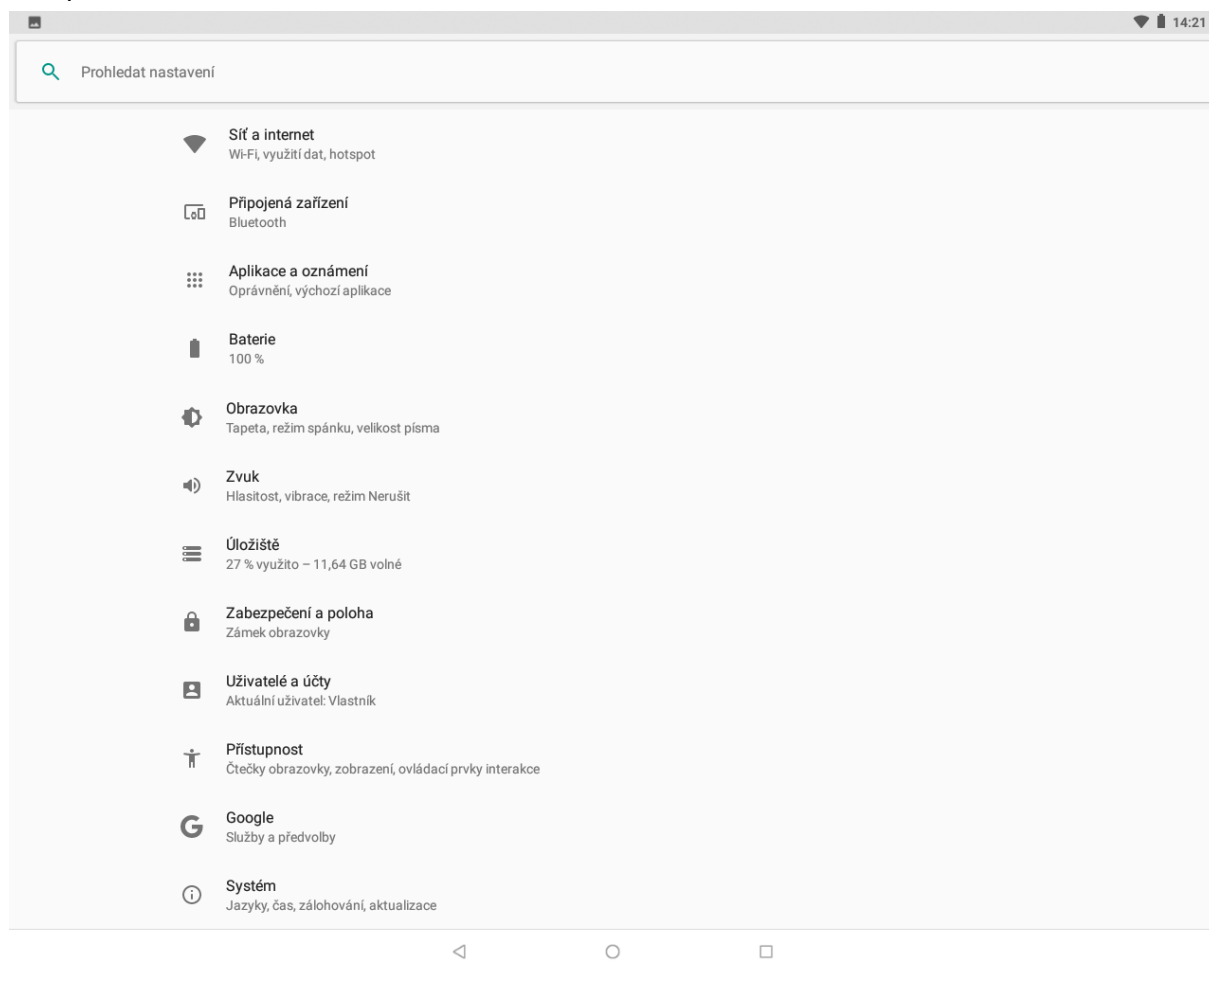 14:21
Prohledat nastavení
Síť a internet
Wi-Fi, využití dat, hotspot
Připojená zařízení
Bluetooth
Aplikace a oznámení
Oprávnění, výchozí aplikace
Baterie
100 %
Obrazovka
Tapeta, režim spánku, velikost písma
Zvuk
Hlasitost, vibrace, režim Nerušit
Úložiště
27 % využito – 11,64 GB volné
Zabezpečení a poloha
Zámek obrazovky
Uživatelé a účty
Aktuální uživatel: Vlastník
Přístupnost
Čtečky obrazovky, zobrazení, ovládací prvky interakce
Google
Služby a předvolby
Systém
Jazyky, čas, zálohování, aktualizace